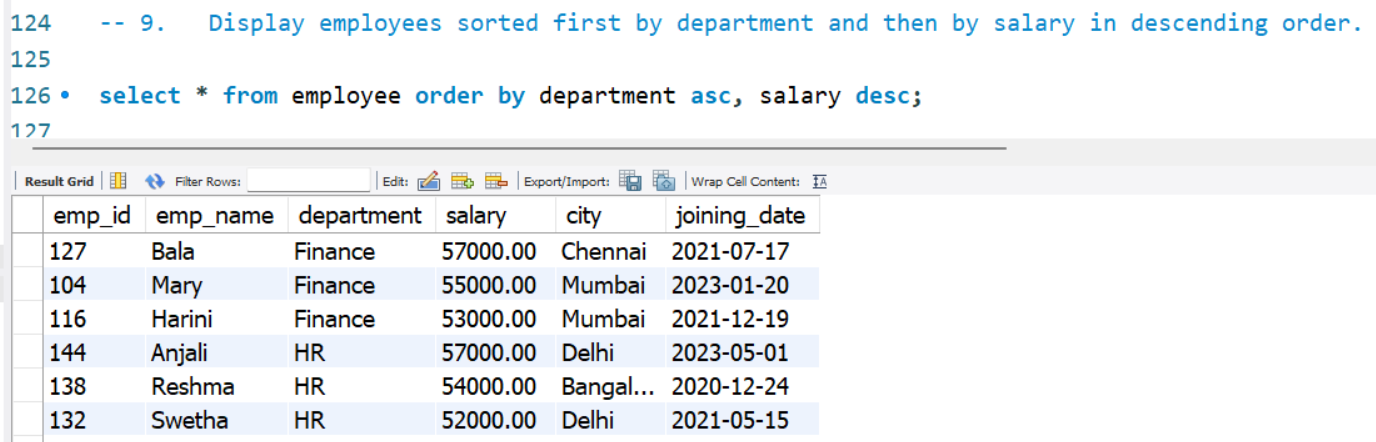 124 -- 9. Display employees sorted first by department and then by salary in descending order.
125
126 select * from employee order by department asc, salary desc;
127
Result Grid Filter Rows: Edit: Export/Import: Wrap Cell Content: IA
emp_id emp_name department salary city joining_date
127 Bala Finance 57000.00 Chennai 2021-07-17
104 Mary Finance 55000.00 Mumbai 2023-01-20
116 Harini Finance 53000.00 Mumbai 2021-12-19
144 Anjali HR 57000.00 Delhi 2023-05-01
138 Reshma HR 54000.00 Bangal... 2020-12-24
132 Swetha HR 52000.00 Delhi 2021-05-15